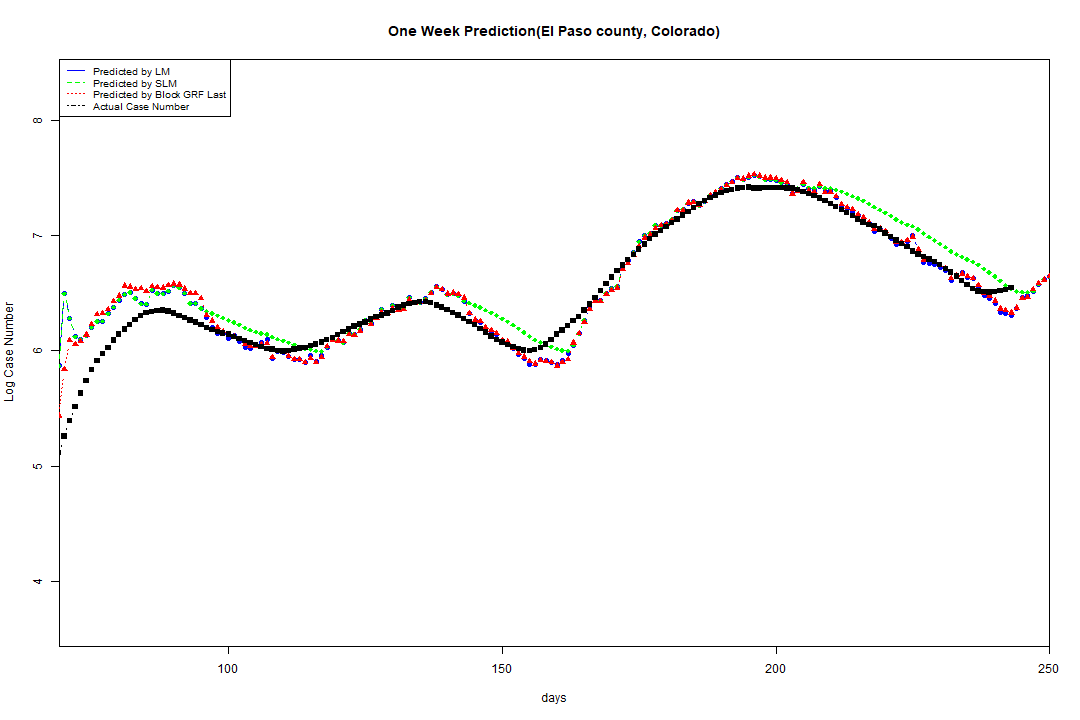 One Week Prediction(El Paso county, Colorado)
Predicted by LM
Predicted by SLM
Predicted by Block GRF Last
Actual Case Number
8
7
6
5
4
Log Case Number
100
150
200
250
days